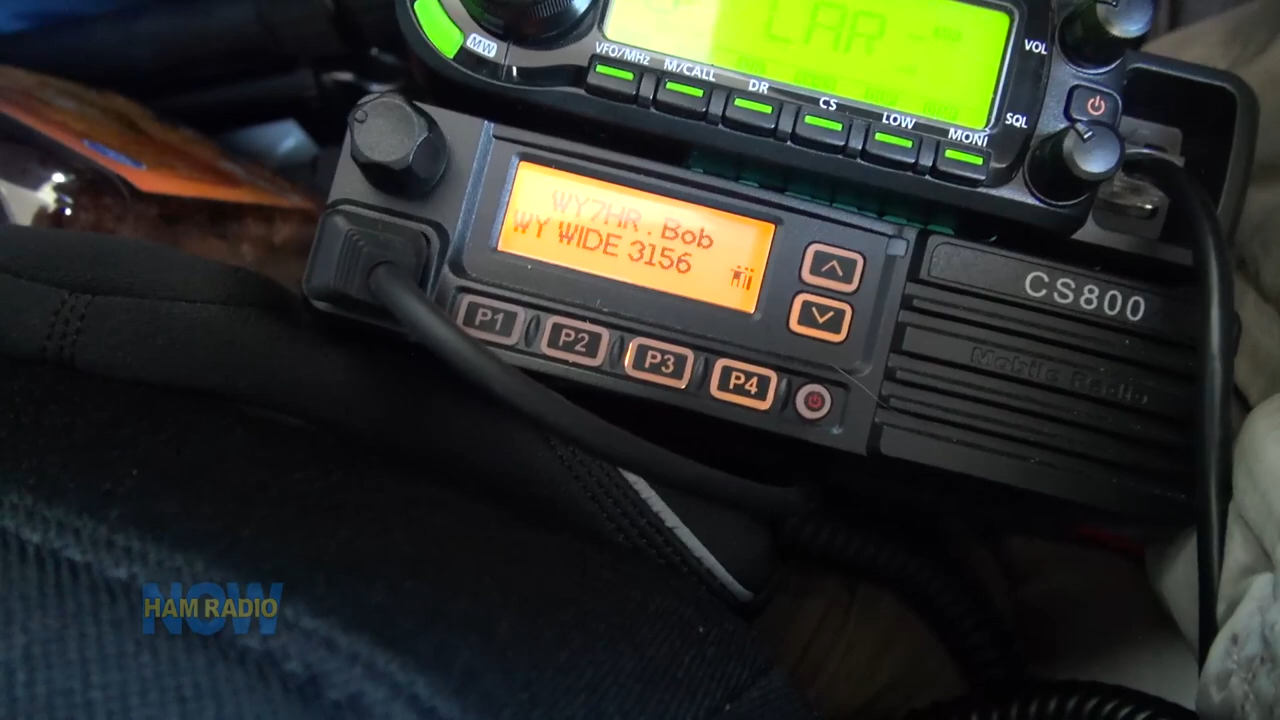 LAR
MW
VFO/MHz M/CALL DR CS LOW MONI
VOL
SQL
WY7HR . Bob
WY WIDE 3156
CS800
Mobile Radio
P1 P2 P3 P4
NOW
HAM RADIO